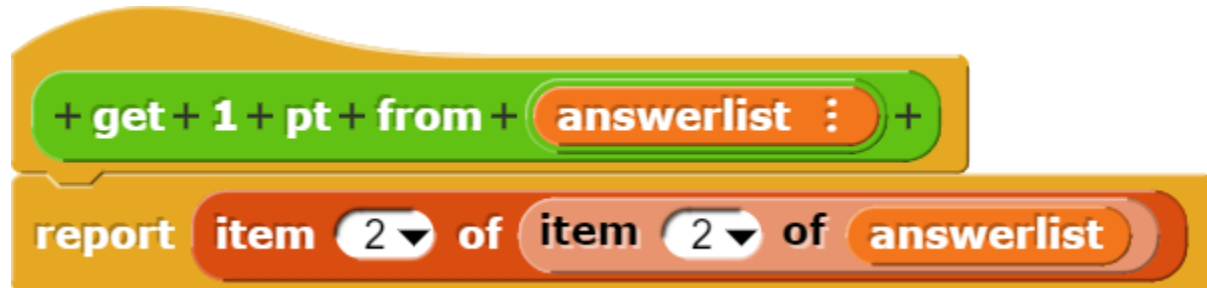 + get + 1 + pt + from + answerlist ⋮ +
report item 2 of item 2 of answerlist